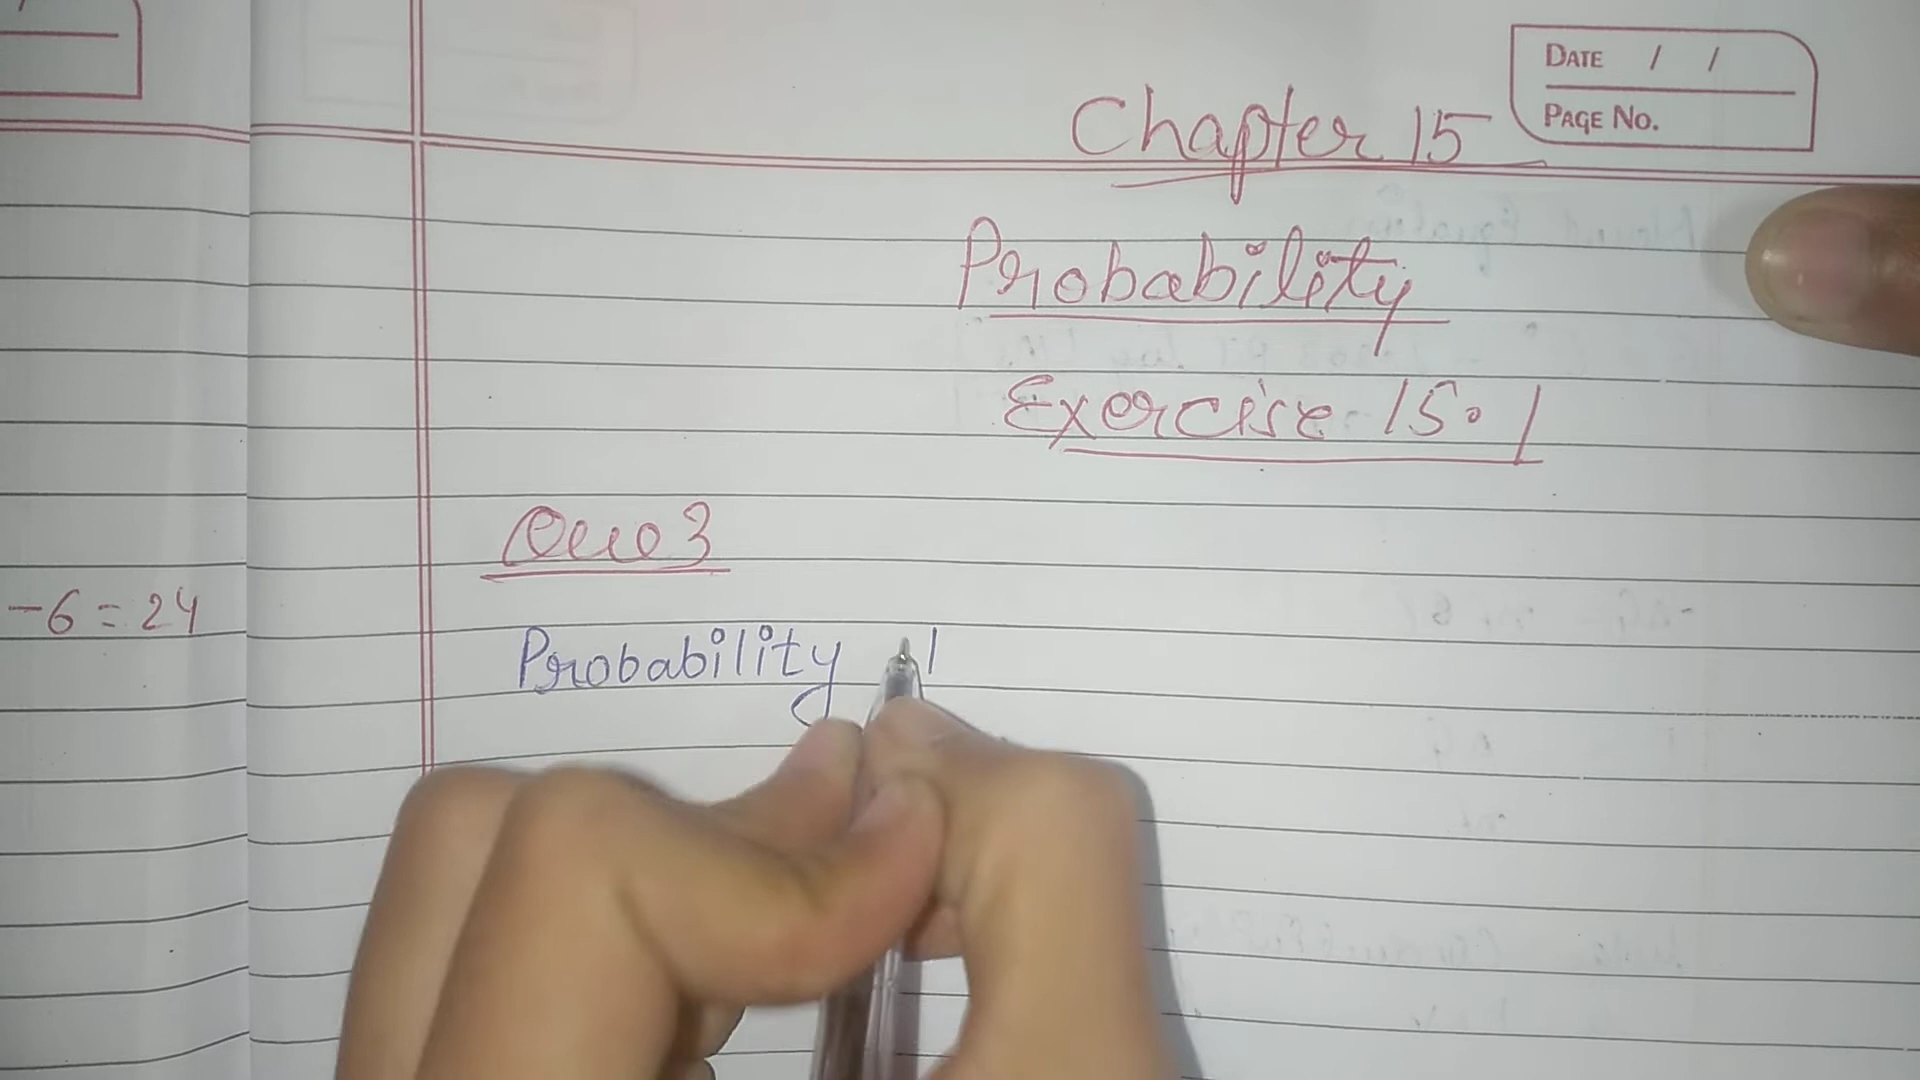 DATE / /
PAGE NO.
Chapter 15
Probability
Exercise 15.1
Que 3
-6=24
Probability